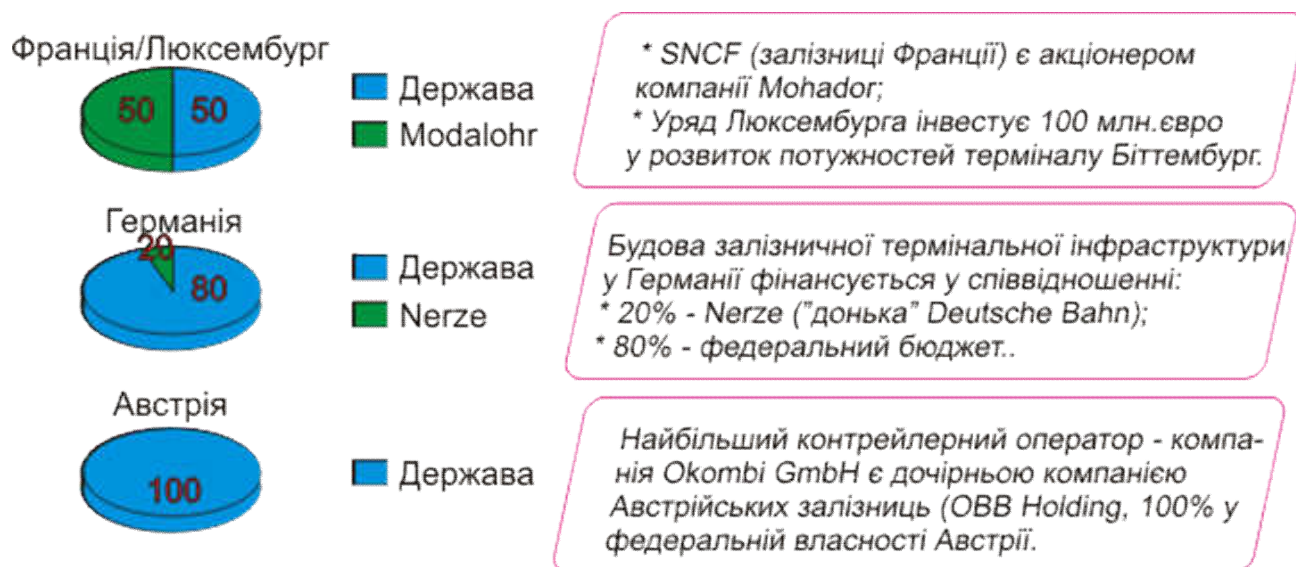 Франція/Люксембург
50 50
Держава
Modalohr
* SNCF (залізниці Франції) є акціонером
компанії Mohador;
* Уряд Люксембурга інвестує 100 млн.євро
у розвиток потужностей терміналу Біттембург.
Германія
20
80
Держава
Nerze
Будова залізничної термінальної інфраструктури
у Германії фінансується у співвідношенні:
* 20% - Nerze ("донька" Deutsche Bahn);
* 80% - федеральний бюджет..
Австрія
100
Держава
Найбільший контрейлерний оператор - компа-
нія Okombi GmbH є дочірньою компанією
Австрійських залізниць (OBB Holding, 100% у
федеральній власності Австрії.